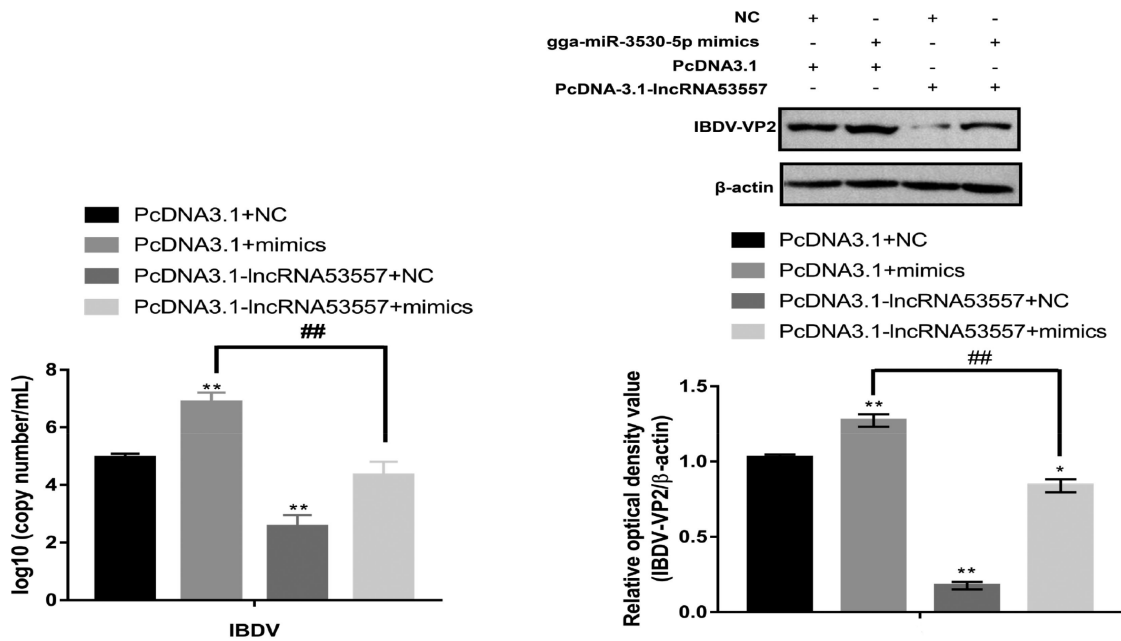 NC + - + -
gga-miR-3530-5p mimics - + - +
PcDNA3.1 + + - -
PcDNA-3.1-lncRNA53557 - - + +
IBDV-VP2
β-actin
PcDNA3.1+NC
PcDNA3.1+mimics
PcDNA3.1-lncRNA53557+NC
PcDNA3.1-lncRNA53557+mimics
##
8
6
4
2
0
**
**
log10 (copy number/mL)
IBDV
PcDNA3.1+NC
PcDNA3.1+mimics
PcDNA3.1-lncRNA53557+NC
PcDNA3.1-lncRNA53557+mimics
##
1.5
1.0
0.5
0.0
**
**
*
Relative optical density value
(IBDV-VP2/β-actin)